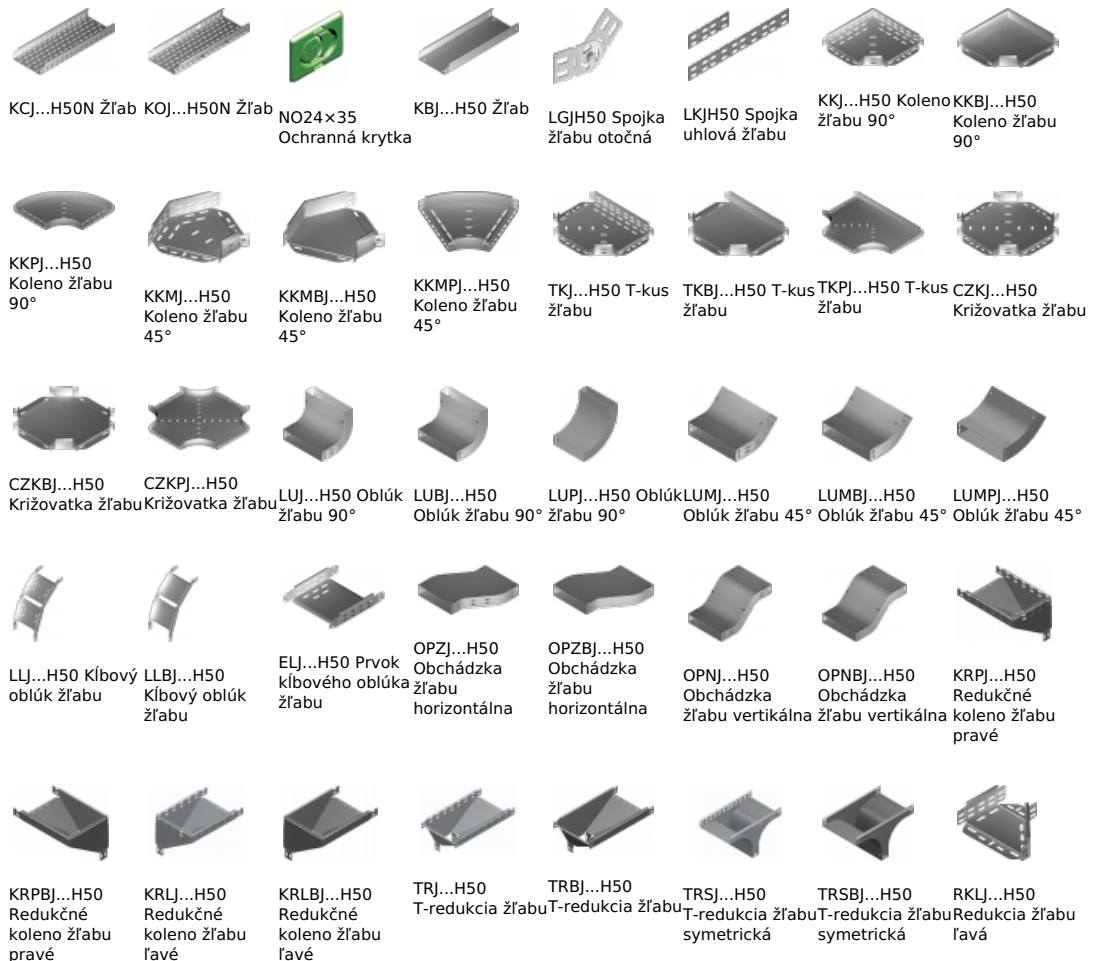 KCJ...H50N Žľab
KOJ...H50N Žľab
NO24×35
Ochranná krytka
KBJ...H50 Žľab
LGJH50 Spojka
žľabu otočná
LKJH50 Spojka
uhlová žľabu
KKJ...H50 Koleno
žľabu 90°
KKBJ...H50
Koleno žľabu
90°
KKPJ...H50
Koleno žľabu
90°
KKMJ...H50
Koleno žľabu
45°
KKMBJ...H50
Koleno žľabu
45°
KKMPJ...H50
Koleno žľabu
45°
TKJ...H50 T-kus
žľabu
TKBJ...H50 T-kus
žľabu
TKPJ...H50 T-kus
žľabu
CZKJ...H50
Križovatka žľabu
CZKBJ...H50
Križovatka žľabu
CZKPJ...H50
Križovatka žľabu
LUJ...H50 Oblúk
žľabu 90°
LUBJ...H50
Oblúk žľabu 90°
LUPJ...H50 Oblúk
žľabu 90°
LUMJ...H50
Oblúk žľabu 45°
LUMBJ...H50
Oblúk žľabu 45°
LUMPJ...H50
Oblúk žľabu 45°
LLJ...H50 Kĺbový
oblúk žľabu
LLBJ...H50
Kĺbový oblúk
žľabu
ELJ...H50 Prvok
kĺbového oblúka
žľabu
OPZJ...H50
Obchádzka
žľabu
horizontálna
OPZBJ...H50
Obchádzka
žľabu
horizontálna
OPNJ...H50
Obchádzka
žľabu vertikálna
OPNBJ...H50
Obchádzka
žľabu vertikálna
KRPJ...H50
Redukčné
koleno žľabu
pravé
KRPBJ...H50
Redukčné
koleno žľabu
pravé
KRLJ...H50
Redukčné
koleno žľabu
ľavé
KRLBJ...H50
Redukčné
koleno žľabu
ľavé
TRJ...H50
T-redukcia žľabu
TRBJ...H50
T-redukcia žľabu
TRSJ...H50
T-redukcia žľabu
symetrická
TRSBJ...H50
T-redukcia žľabu
symetrická
RKLJ...H50
Redukcia žľabu
ľavá